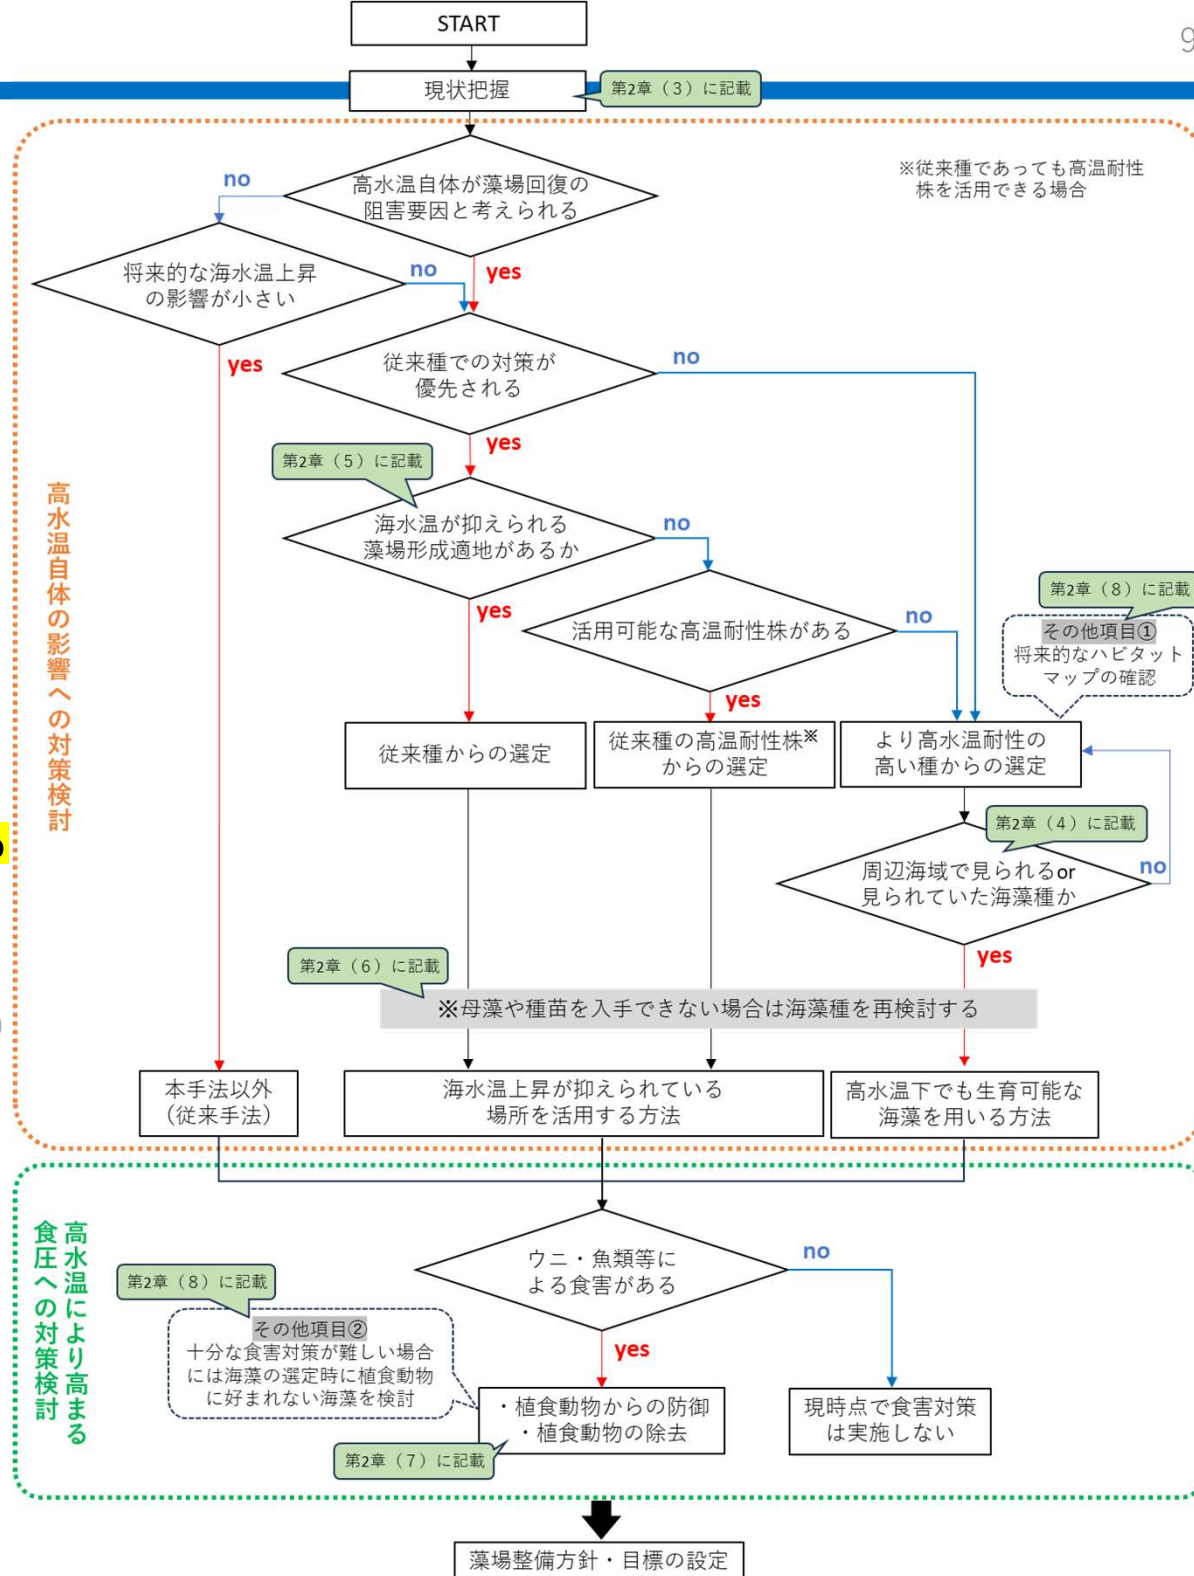 START
9
現状把握
第2章（3）に記載
※従来種であっても高温耐性
株を活用できる場合
no
高水温自体が藻場回復の
阻害要因と考えられる
yes
将来的な海水温上昇
の影響が小さい
no
yes
従来種での対策が
優先される
no
yes
第2章（5）に記載
海水温が抑えられる
藻場形成適地があるか
no
yes
高水温自体の影響への対策検討
活用可能な高温耐性株がある
no
yes
第2章（8）に記載
その他項目①
将来的なハビタット
マップの確認
従来種からの選定
従来種の高温耐性株※
からの選定
より高水温耐性の
高い種からの選定
第2章（4）に記載
周辺海域で見られるor
見られていた海藻種か
no
yes
第2章（6）に記載
※母藻や種苗を入手できない場合は海藻種を再検討する
本手法以外
（従来手法）
海水温上昇が抑えられている
場所を活用する方法
高水温下でも生育可能な
海藻を用いる方法
高水温により高まる
食圧への対策検討
ウニ・魚類等に
よる食害がある
no
yes
第2章（8）に記載
その他項目②
十分な食害対策が難しい場合
には海藻の選定時に植食動物
に好まれない海藻を検討
・植食動物からの防御
・植食動物の除去
第2章（7）に記載
現時点で食害対策
は実施しない
藻場整備方針・目標の設定